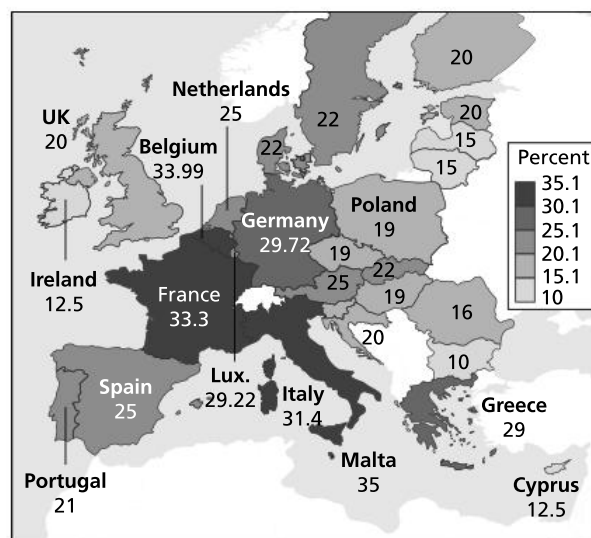 20
Netherlands
25
UK
20
22
20
22
Belgium
33.99
15
15
Percent
35.1
30.1
25.1
20.1
15.1
10
Germany
29.72
Poland
19
19
22
Ireland
12.5
France
33.3
25
19
16
20
10
Lux.
29.22
Spain
25
Italy
31.4
Greece
29
Malta
35
Portugal
21
Cyprus
12.5